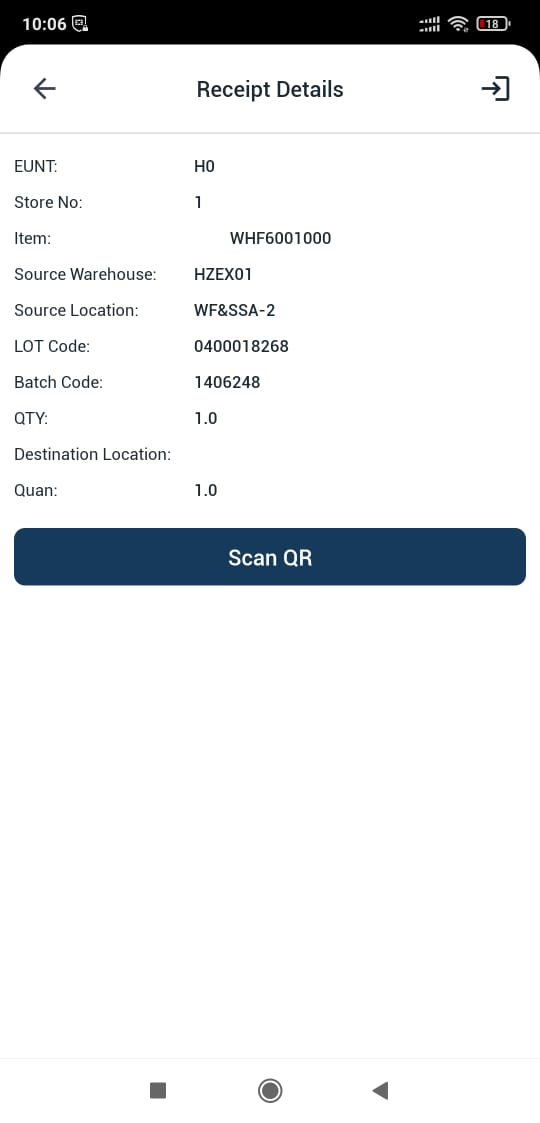 10:06
18
Receipt Details
EUNT: H0
Store No: 1
Item: WHF6001000
Source Warehouse: HZEX01
Source Location: WF&SSA-2
LOT Code: 0400018268
Batch Code: 1406248
QTY: 1.0
Destination Location:
Quan: 1.0
Scan QR